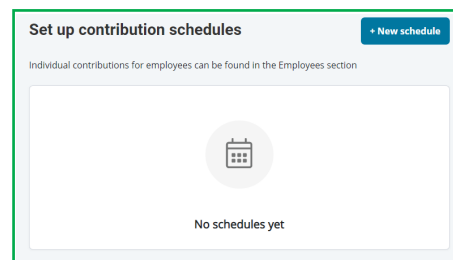 Set up contribution schedules
+ New schedule
Individual contributions for employees can be found in the Employees section
No schedules yet